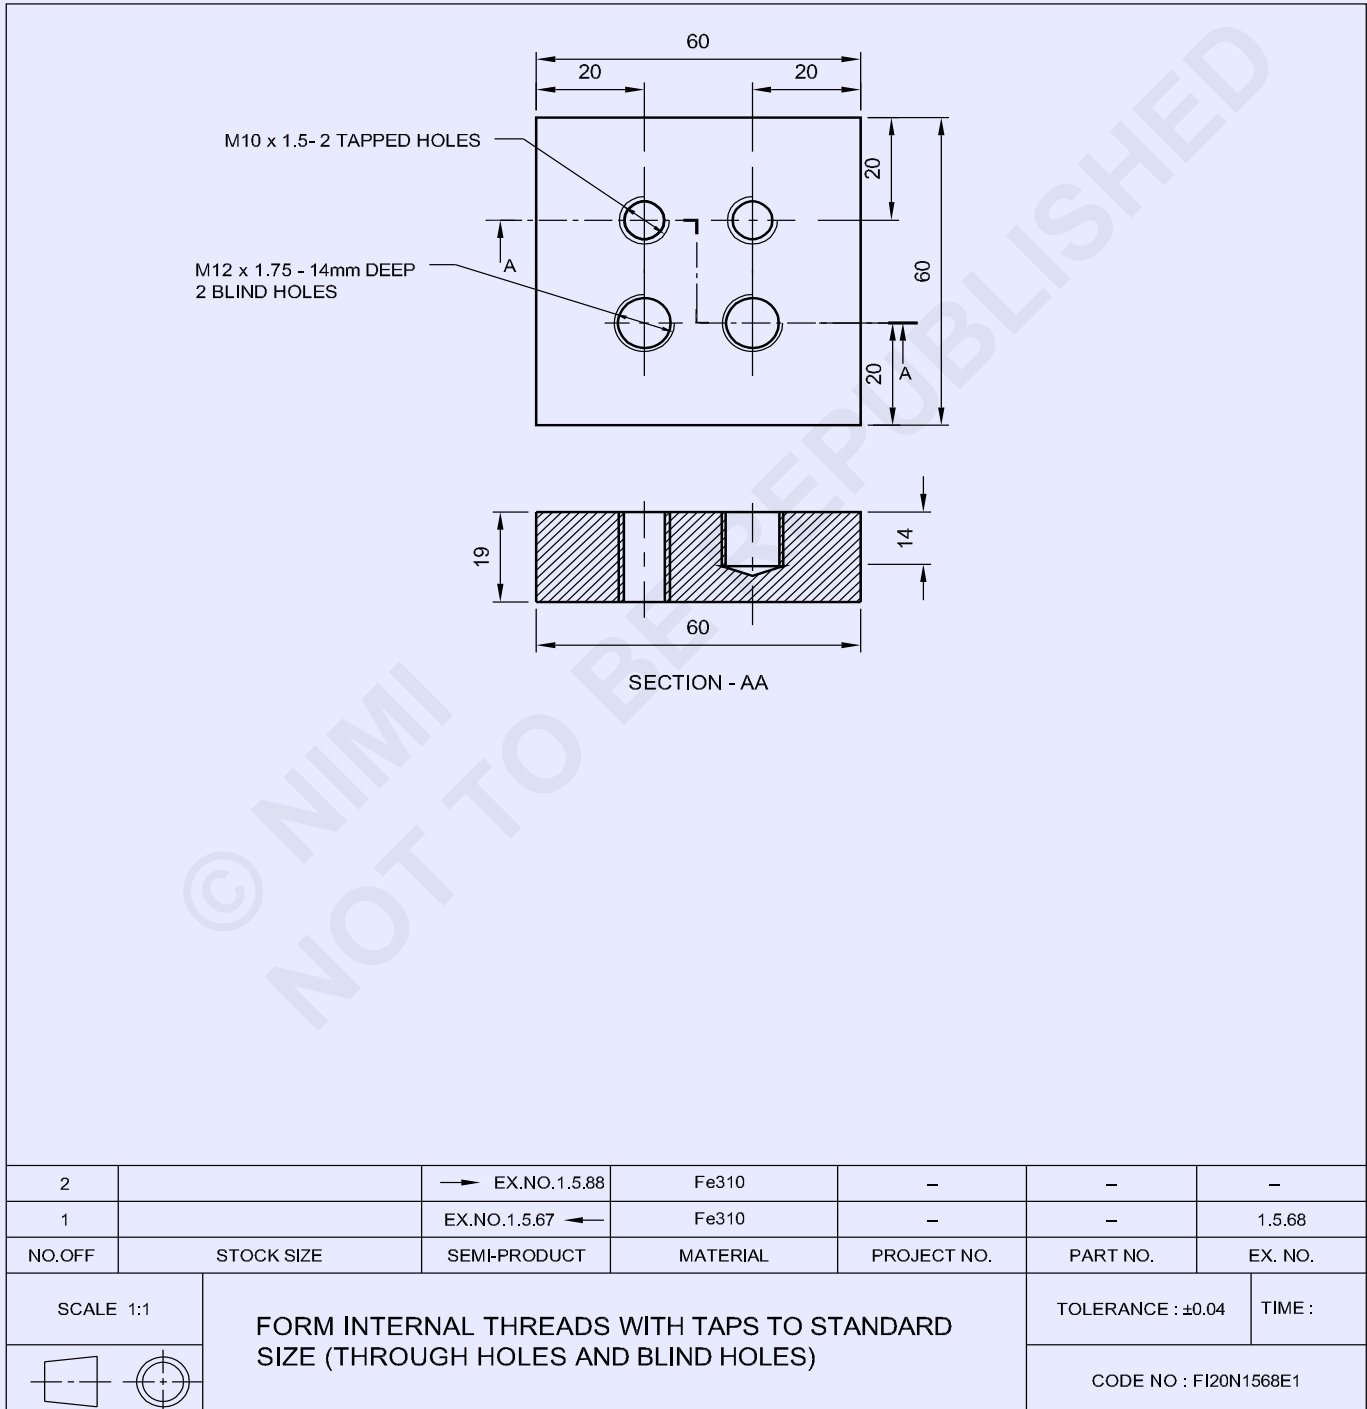 60
20 20
M10 x 1.5- 2 TAPPED HOLES
20
A
M12 x 1.75 - 14mm DEEP
2 BLIND HOLES
60
20
A
19
14
60
SECTION - AA
© NIMI
NOT TO BE REPUBLISHED
2 EX.NO.1.5.88 Fe310 – – –
1 EX.NO.1.5.67 Fe310 – – 1.5.68
NO.OFF STOCK SIZE SEMI-PRODUCT MATERIAL PROJECT NO. PART NO. EX. NO.
SCALE 1:1
FORM INTERNAL THREADS WITH TAPS TO STANDARD
SIZE (THROUGH HOLES AND BLIND HOLES)
TOLERANCE : ±0.04 TIME :
CODE NO : FI20N1568E1